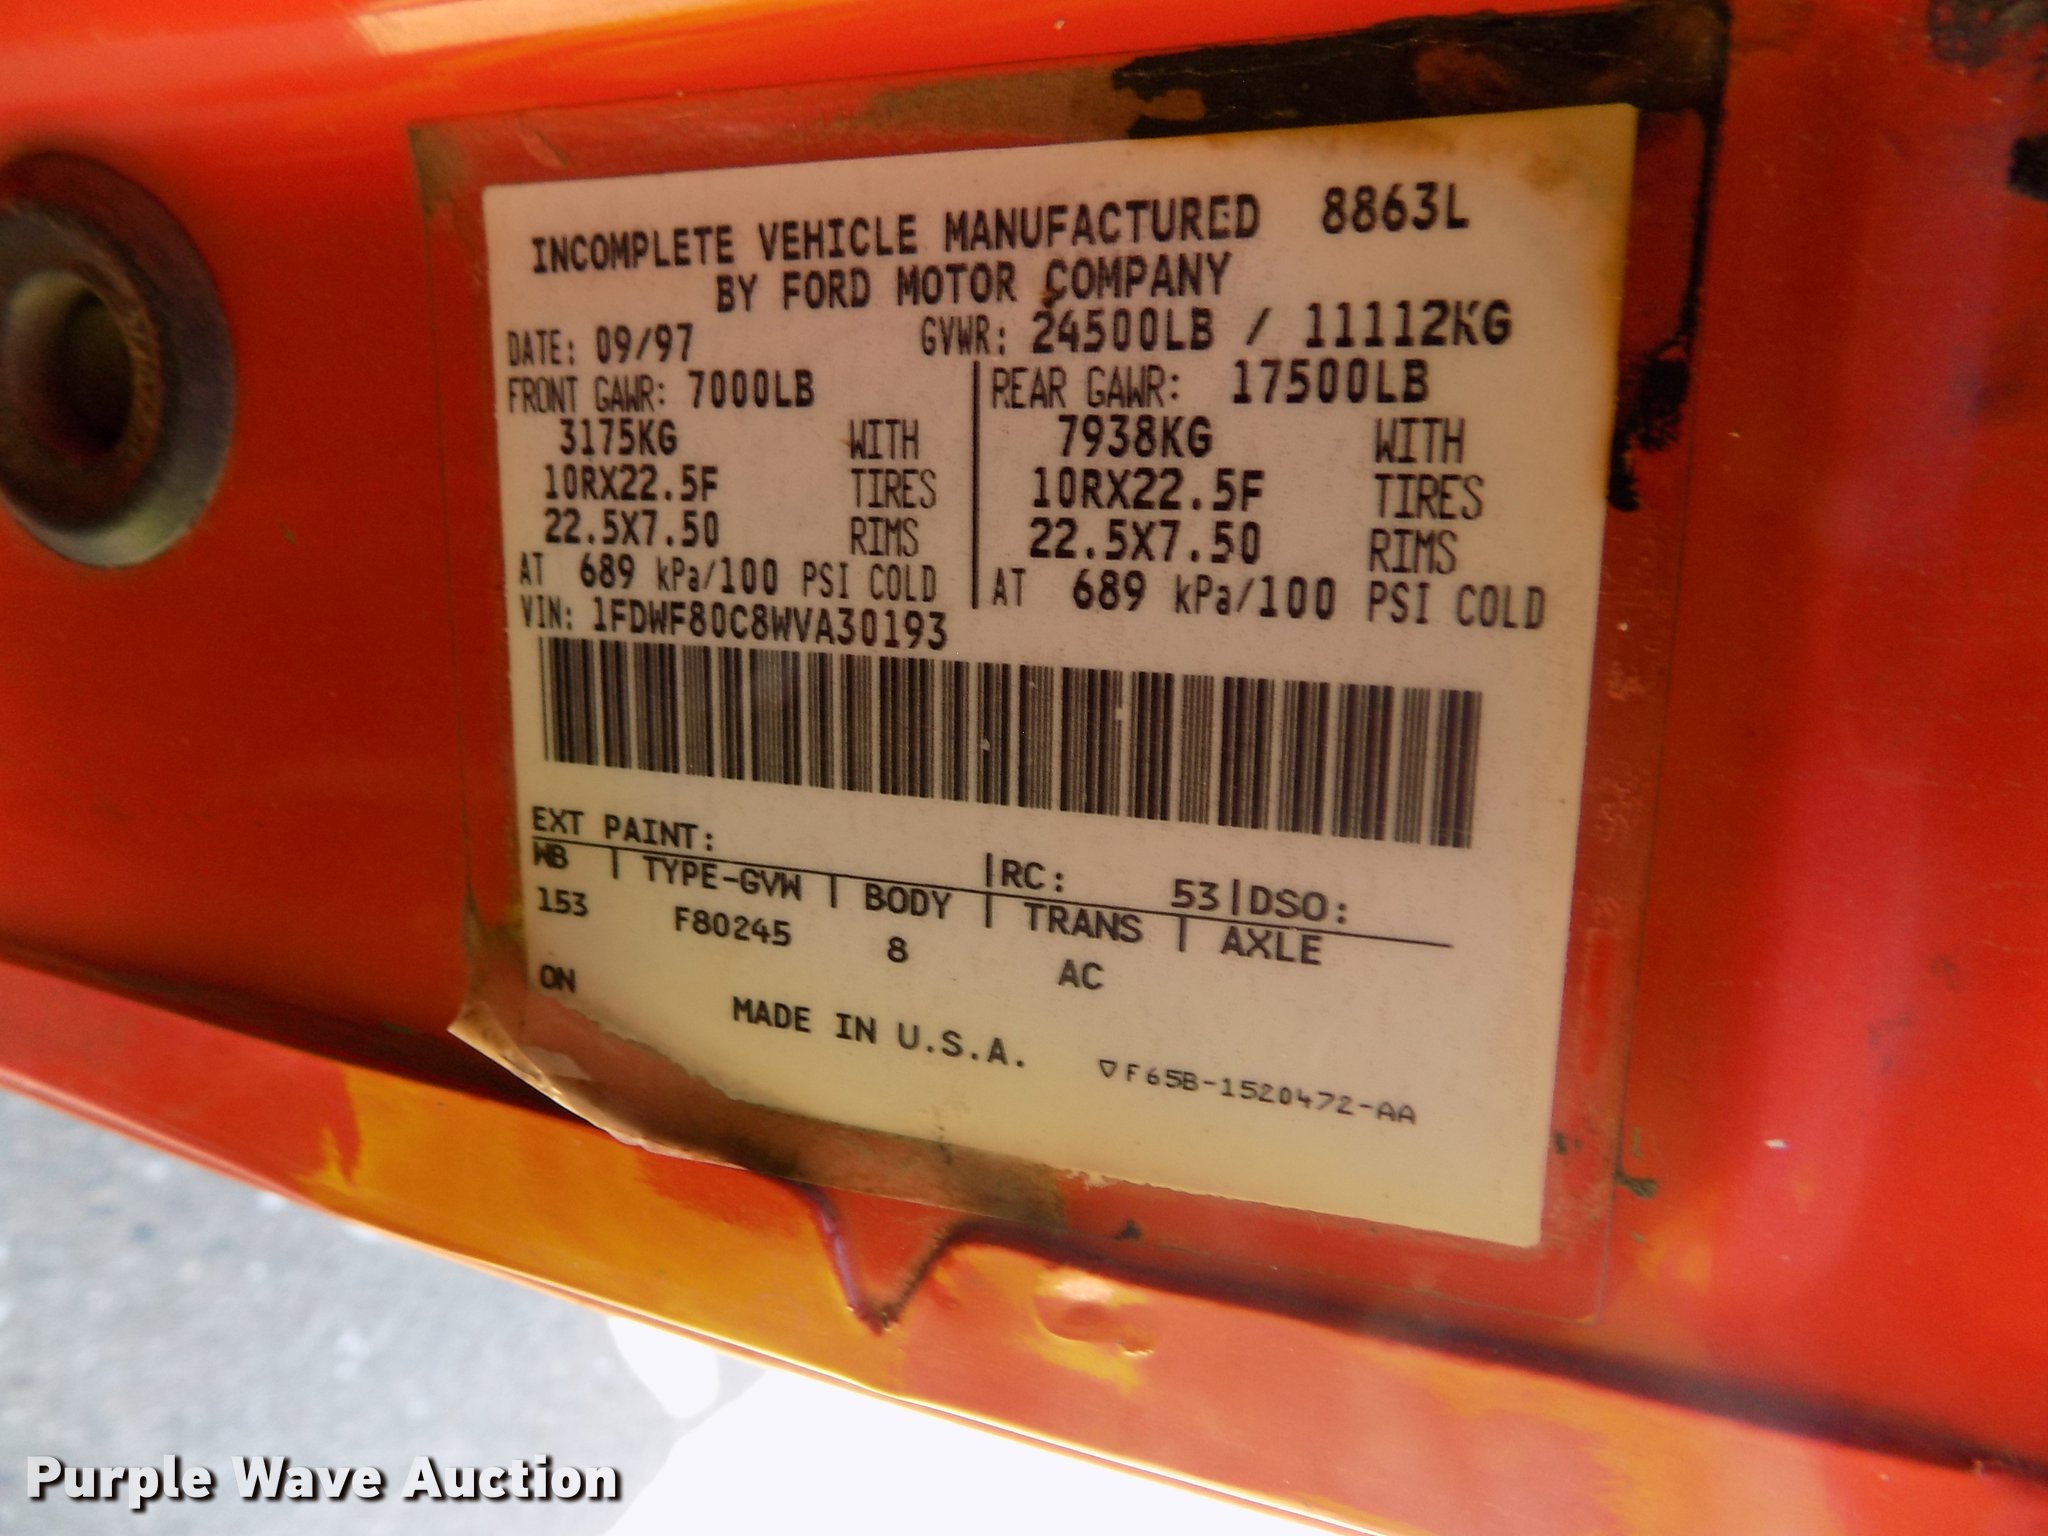 INCOMPLETE VEHICLE MANUFACTURED 8863L
BY FORD MOTOR COMPANY
DATE: 09/97 GVWR: 24500LB / 11112KG
FRONT GAWR: 7000LB REAR GAWR: 17500LB
3175KG WITH 7938KG WITH
10RX22.5F TIRES 10RX22.5F TIRES
22.5X7.50 RIMS 22.5X7.50 RIMS
AT 689 kPa/100 PSI COLD AT 689 kPa/100 PSI COLD
VIN: 1FDWF80C8WVA30193
EXT PAINT: RC: 53 DSO:
WB TYPE-GVW BODY TRANS AXLE
153 F80245 8 AC
ON
MADE IN U.S.A.
▽F65B-1520472-AA
Purple Wave Auction